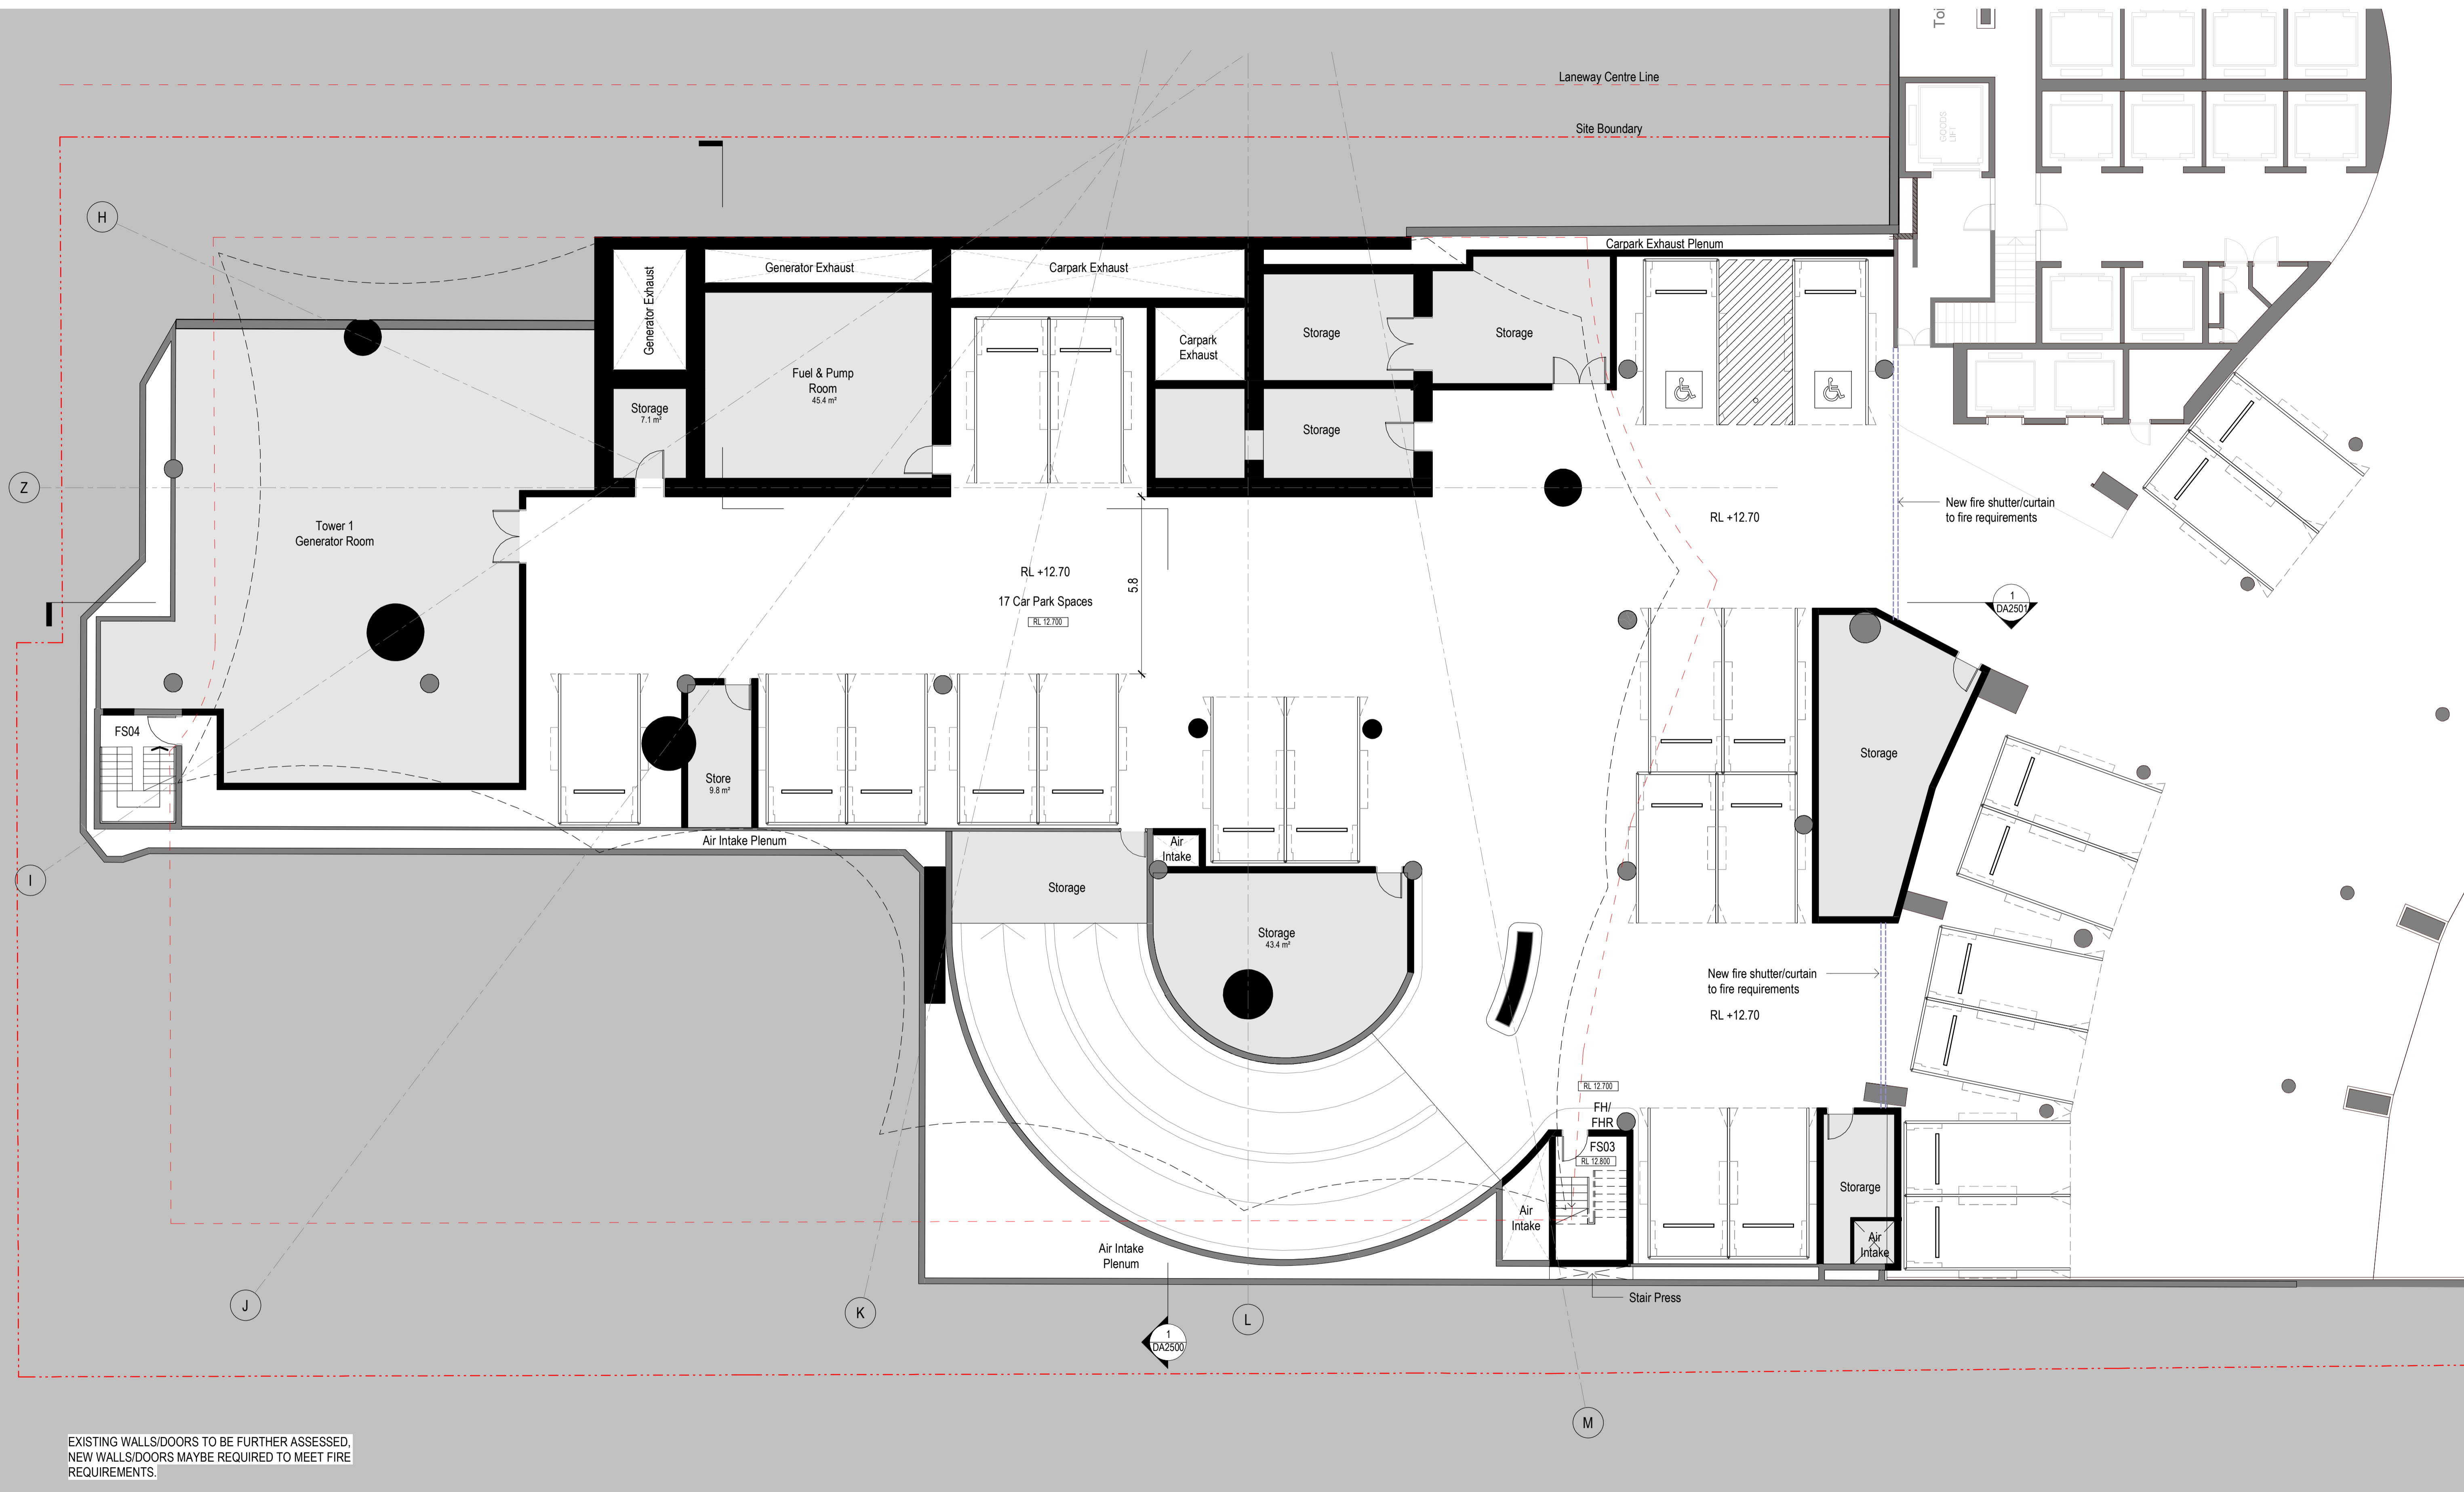 Toi
Laneway Centre Line
Site Boundary
GOODS
LIFT
H
Carpark Exhaust Plenum
Generator Exhaust
Generator Exhaust
Carpark Exhaust
Storage
Storage
Carpark
Exhaust
Fuel & Pump
Room
45.4 m²
Storage
7.1 m²
Storage
Z
New fire shutter/curtain
to fire requirements
RL +12.70
Tower 1
Generator Room
RL +12.70
5.8
17 Car Park Spaces
RL 12.700
1
DA2501
FS04
Storage
Store
9.8 m²
Air Intake Plenum
Air
Intake
I
Storage
Storage
43.4 m²
New fire shutter/curtain
to fire requirements
RL +12.70
RL 12.700
FH/
FHR
FS03
RL 12.800
Storarge
Air
Intake
Air
Intake
Air Intake
Plenum
Stair Press
J
K
L
1
DA2500
M
EXISTING WALLS/DOORS TO BE FURTHER ASSESSED,
NEW WALLS/DOORS MAYBE REQUIRED TO MEET FIRE
REQUIREMENTS.